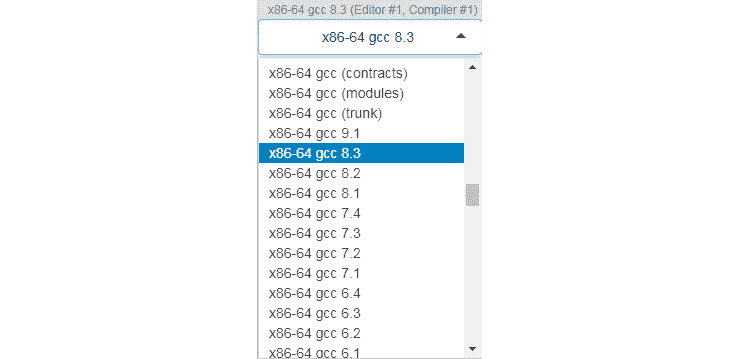 x86-64 gcc 8.3 (Editor #1, Compiler #1)
x86-64 gcc 8.3
x86-64 gcc (contracts)
x86-64 gcc (modules)
x86-64 gcc (trunk)
x86-64 gcc 9.1
x86-64 gcc 8.3
x86-64 gcc 8.2
x86-64 gcc 8.1
x86-64 gcc 7.4
x86-64 gcc 7.3
x86-64 gcc 7.2
x86-64 gcc 7.1
x86-64 gcc 6.4
x86-64 gcc 6.3
x86-64 gcc 6.2
x86-64 gcc 6.1